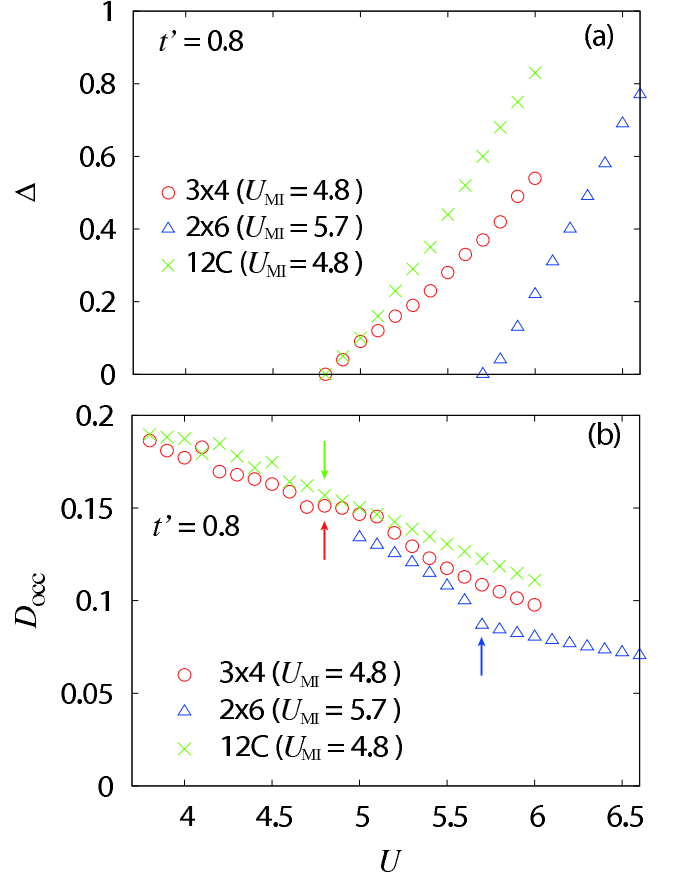 1
t' = 0.8
(a)
0.8
0.6
Δ
3x4 (U_MI = 4.8 )
2x6 (U_MI = 5.7 )
12C (U_MI = 4.8 )
0.4
0.2
0
0.2
(b)
0.15
t' = 0.8
D_occ
0.1
3x4 (U_MI = 4.8 )
0.05
2x6 (U_MI = 5.7 )
12C (U_MI = 4.8 )
0
4 4.5 5 5.5 6 6.5
U